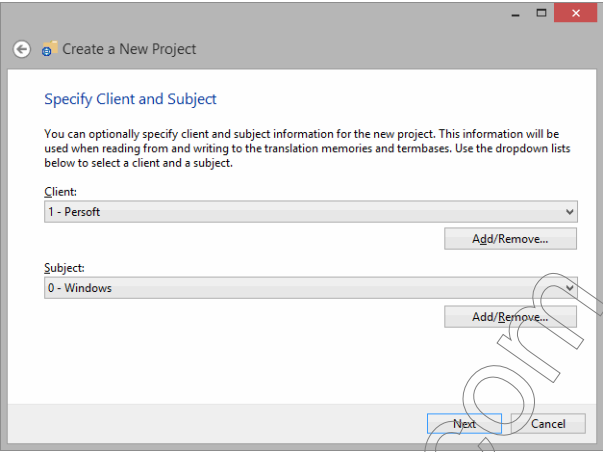 Create a New Project
Specify Client and Subject
You can optionally specify client and subject information for the new project. This information will be
used when reading from and writing to the translation memories and termbases. Use the dropdown lists
below to select a client and a subject.
Client:
1 - Persoft
Add/Remove...
Subject:
0 - Windows
Add/Remove...
Next
Cancel
.com